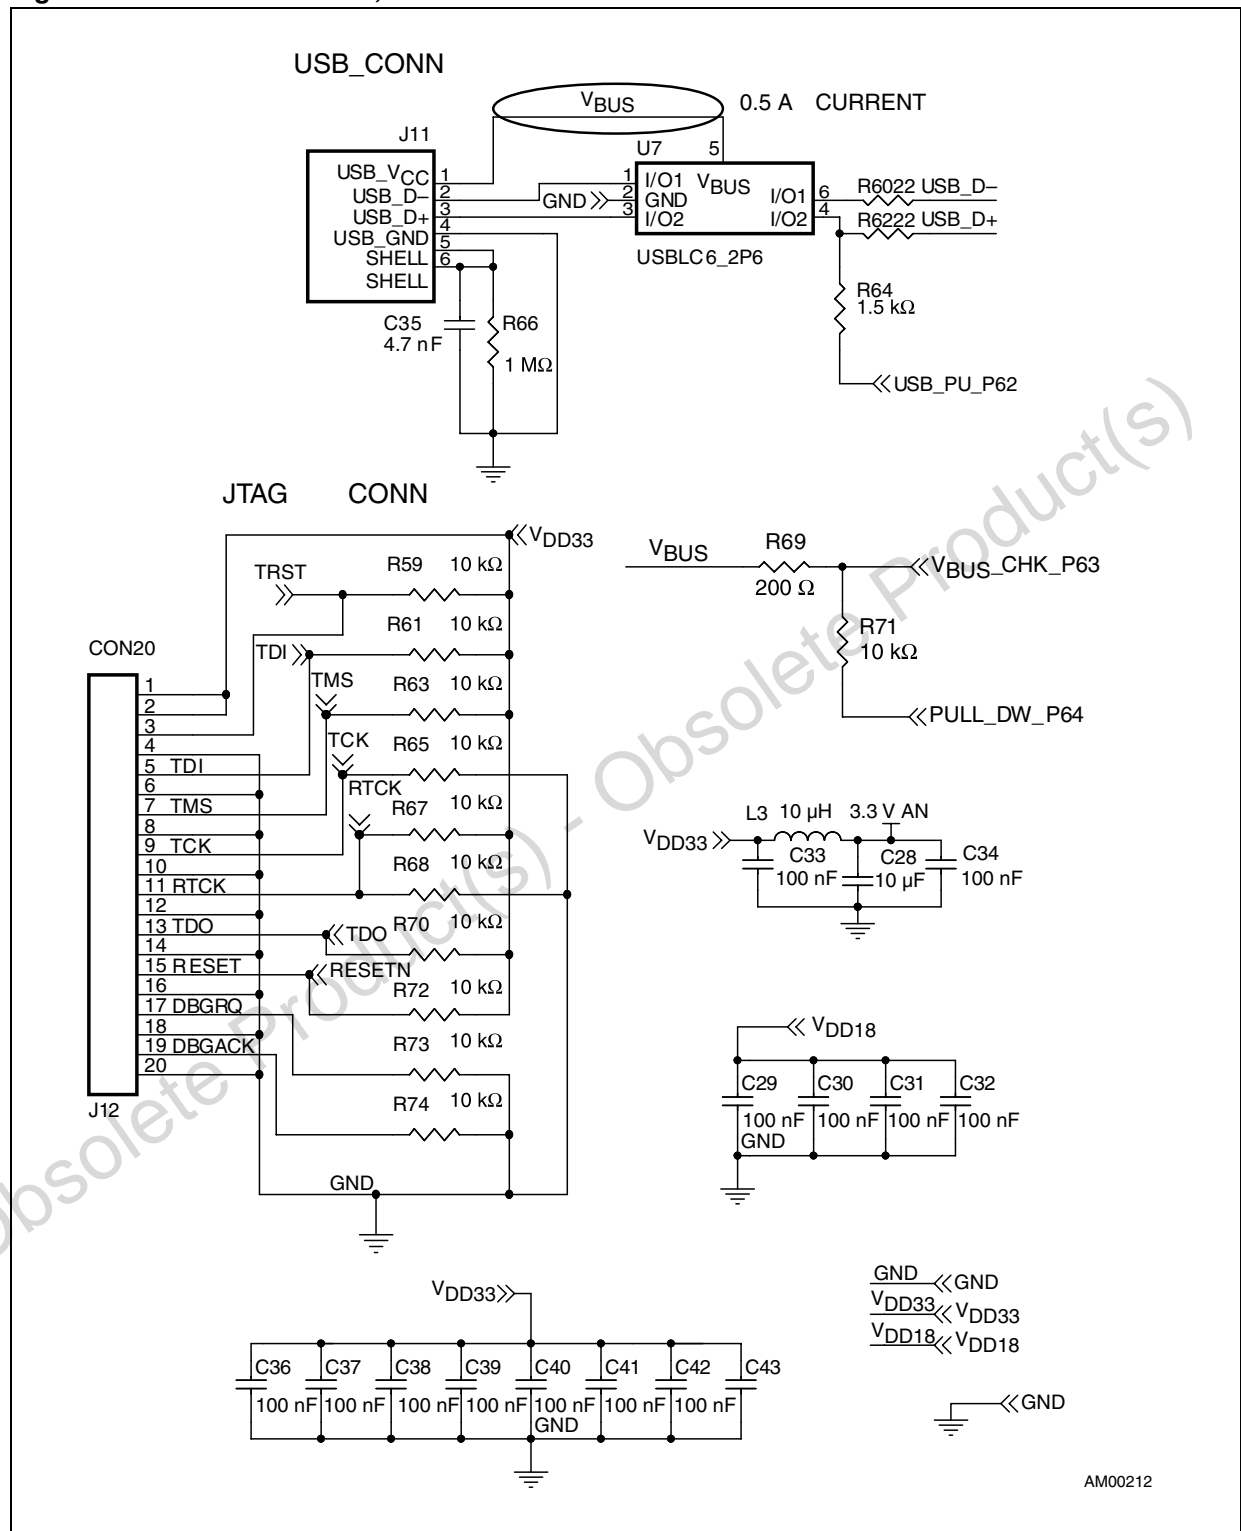 USB_CONN
VBUS
0.5 A CURRENT
J11
U7
5
USB_VCC 1
USB_D− 2
USB_D+ 3
USB_GND 4
SHELL 5
SHELL 6
1 I/O1
GND 2 GND
3 I/O2
VBUS
I/O1 6
I/O2 4
R6022 USB_D−
R6222 USB_D+
USBLC6_2P6
C35
4.7 nF
R66
1 MΩ
R64
1.5 kΩ
USB_PU_P62
JTAG CONN
VDD33
TRST
R59 10 kΩ
R61 10 kΩ
TDI
TMS
R63 10 kΩ
TCK
R65 10 kΩ
RTCK
R67 10 kΩ
R68 10 kΩ
TDO
R70 10 kΩ
RESETN
R72 10 kΩ
R73 10 kΩ
R74 10 kΩ
CON20
1
2
3
4
5 TDI
6
7 TMS
8
9 TCK
10
11 RTCK
12
13 TDO
14
15 RESET
16
17 DBGRQ
18
19 DBGACK
20
J12
GND
VBUS
R69
200 Ω
VBUS_CHK_P63
R71
10 kΩ
PULL_DW_P64
L3 10 µH 3.3 V AN
VDD33
C33
100 nF
C28
10 µF
C34
100 nF
VDD18
C29 C30 C31 C32
100 nF 100 nF 100 nF 100 nF
GND
VDD33
C36 C37 C38 C39 C40 C41 C42 C43
100 nF 100 nF 100 nF 100 nF 100 nF 100 nF 100 nF
GND
GND GND
VDD33 VDD33
VDD18 VDD18
GND
AM00212
Obsolete Product(s) - Obsolete Product(s)